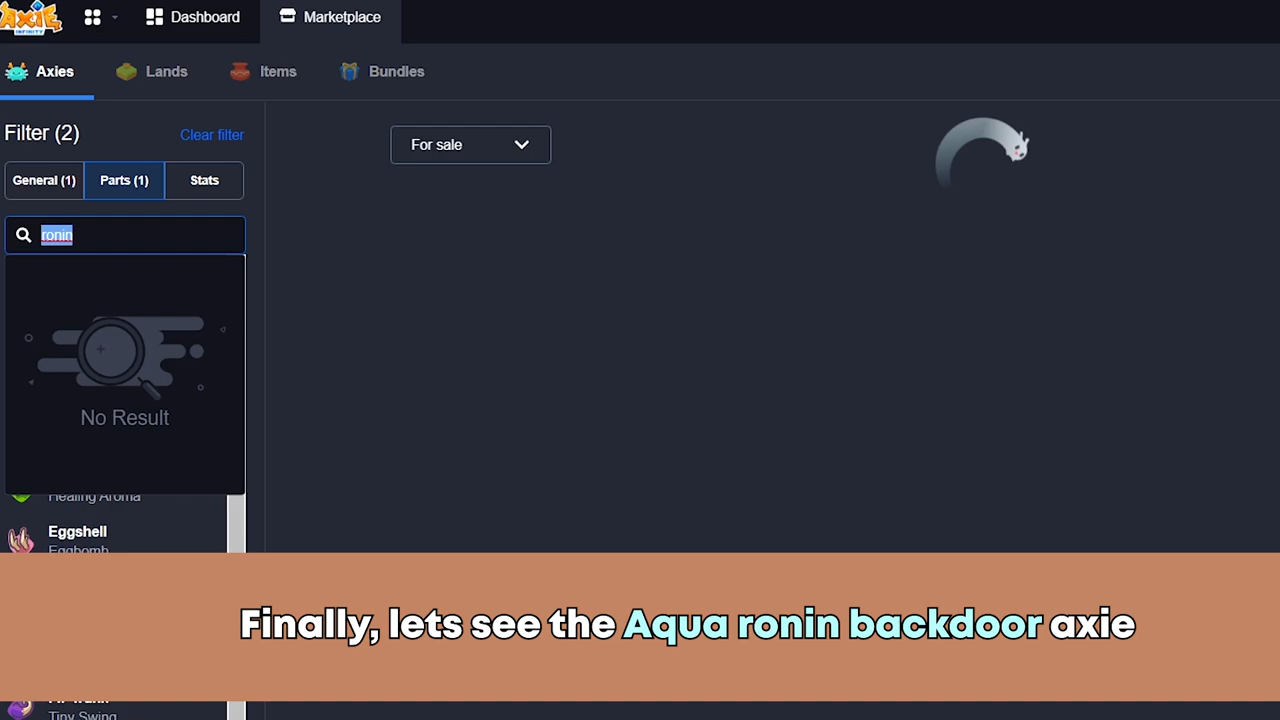 AXIE
INFINITY
Dashboard
Marketplace
Axies
Lands
Items
Bundles
Filter (2)
Clear filter
General (1)
Parts (1)
Stats
For sale
ronin
No Result
Healing Aroma
Eggshell
Eggbomb
Finally, lets see the Aqua ronin backdoor axie
Tiny Swing